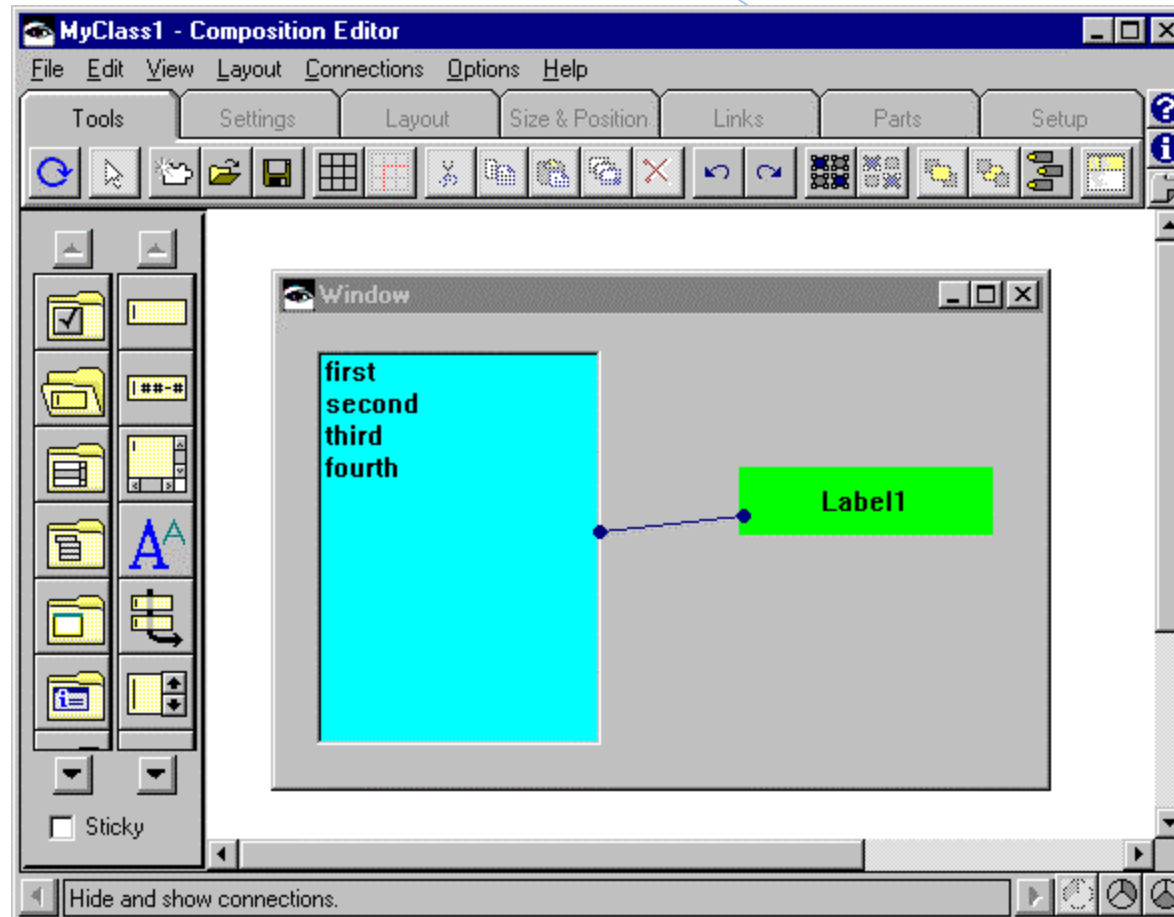 MyClass1 - Composition Editor
File Edit View Layout Connections Options Help
Tools Settings Layout Size & Position Links Parts Setup
Window
first
second
third
fourth
Label1
Sticky
Hide and show connections.